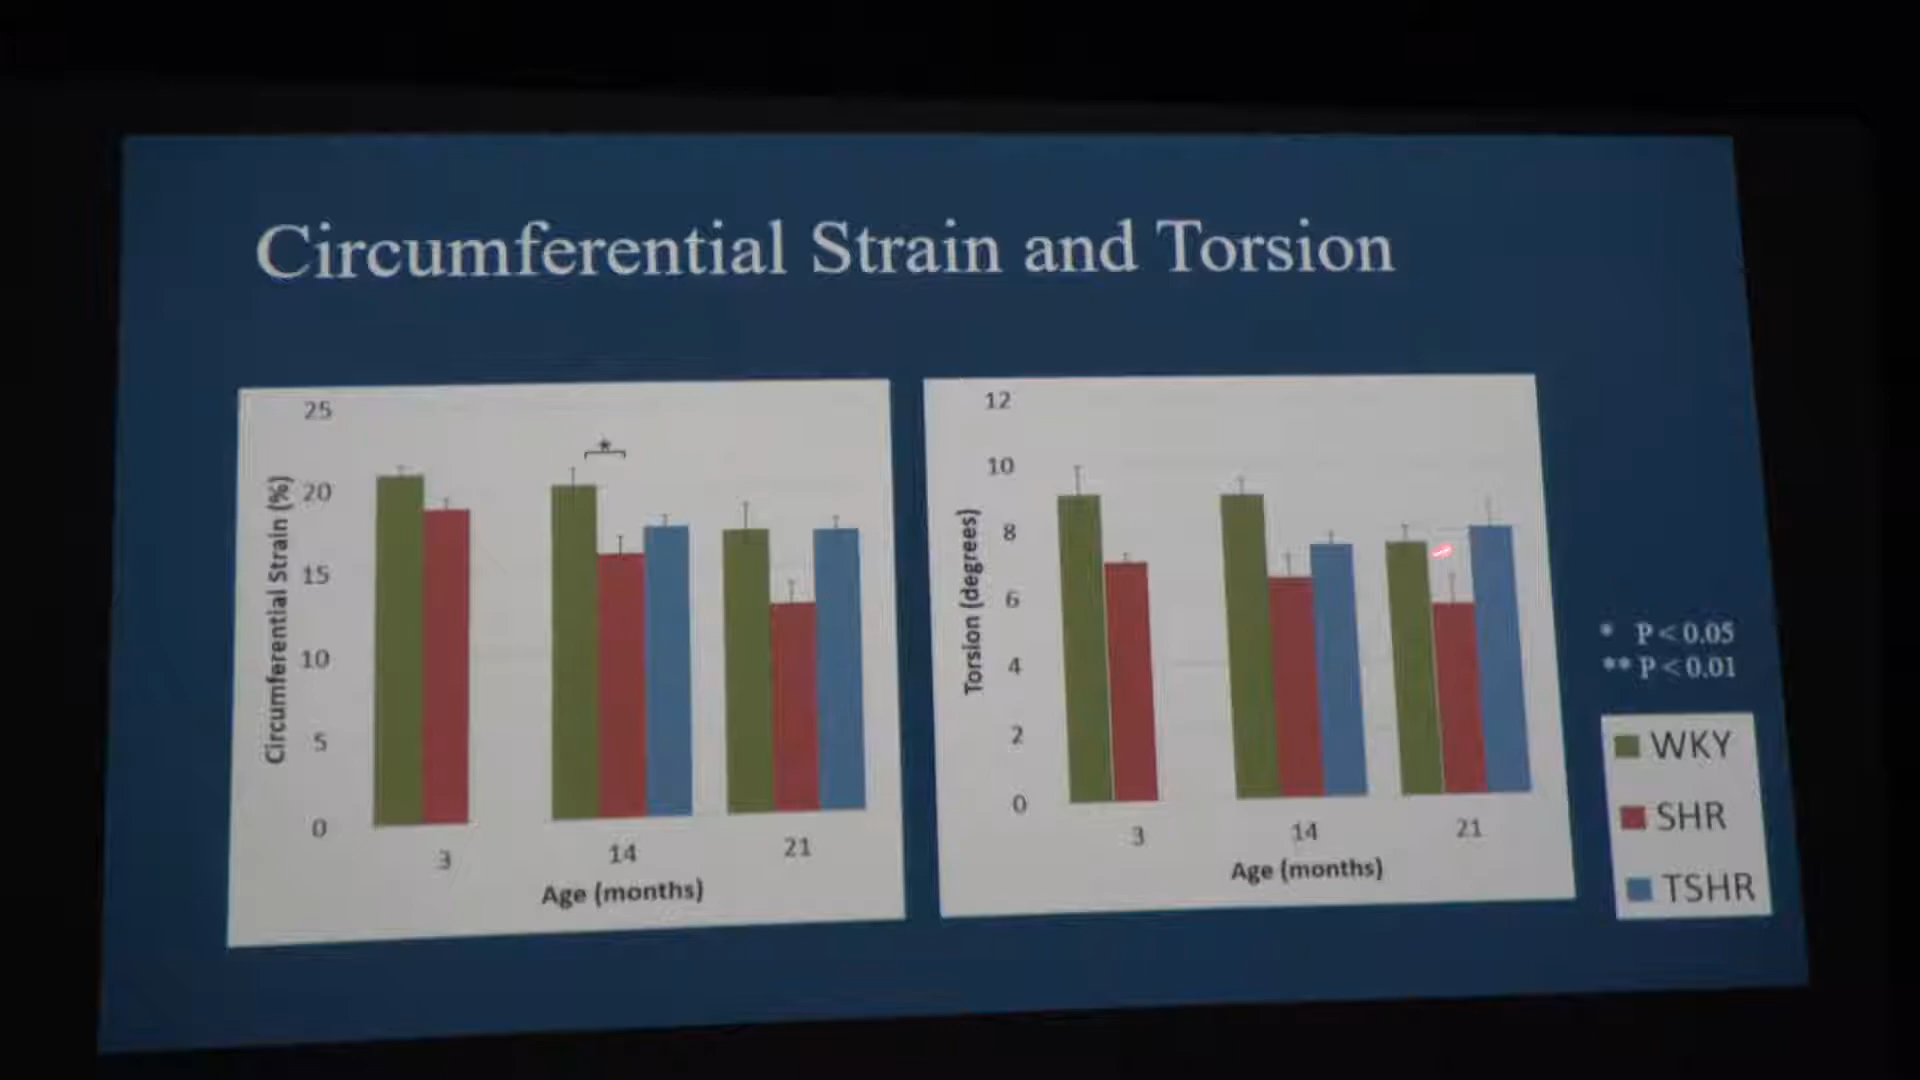 Circumferential Strain and Torsion
Circumferential Strain (%)
25
20
15
10
5
0
*
3
14
21
Age (months)
Torsion (degrees)
12
10
8
6
4
2
0
3
14
21
Age (months)
* P < 0.05
** P < 0.01
WKY
SHR
TSHR